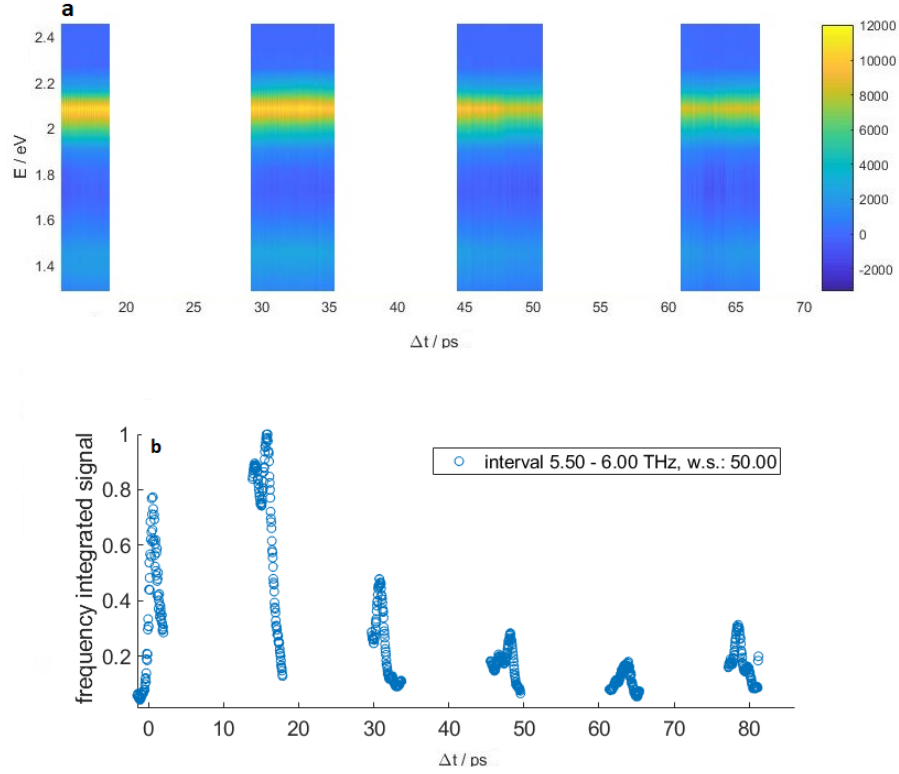 a
2.4
2.2
2
1.8
1.6
1.4
E / eV
20 25 30 35 40 45 50 55 60 65 70
Δt / ps
12000
10000
8000
6000
4000
2000
0
-2000
b
interval 5.50 - 6.00 THz, w.s.: 50.00
1
0.8
0.6
0.4
0.2
frequency integrated signal
0 10 20 30 40 50 60 70 80
Δt / ps